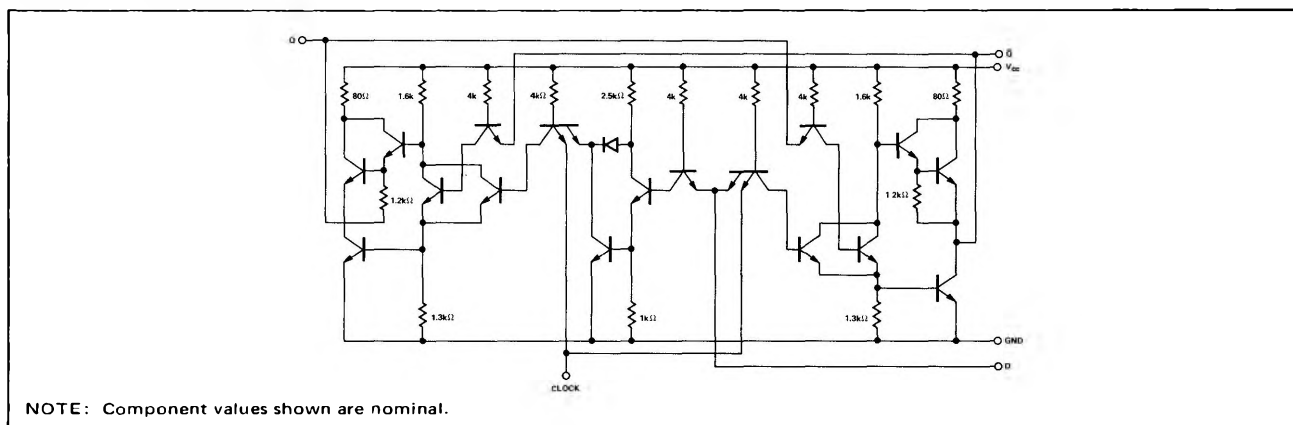 Q
Q̄
VCC
80Ω
1.6k
4k
4kΩ
2.5kΩ
4k
4k
4k
1.6k
80Ω
1.2kΩ
1.2kΩ
1.3kΩ
1kΩ
1.3kΩ
GND
D
CLOCK
NOTE: Component values shown are nominal.